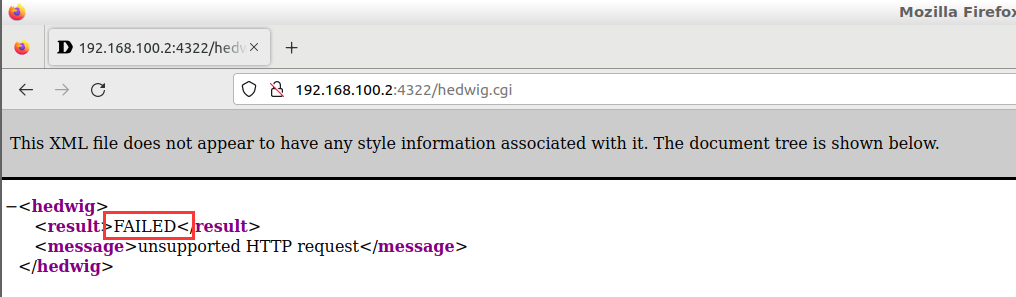 Mozilla Firefox
192.168.100.2:4322/hedw
192.168.100.2:4322/hedwig.cgi
This XML file does not appear to have any style information associated with it. The document tree is shown below.
−<hedwig>
<result>FAILED</result>
<message>unsupported HTTP request</message>
</hedwig>